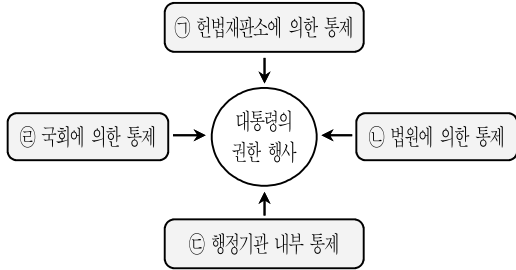 ㉠ 헌법재판소에 의한 통제
㉣ 국회에 의한 통제
대통령의
권한 행사
㉡ 법원에 의한 통제
㉢ 행정기관 내부 통제